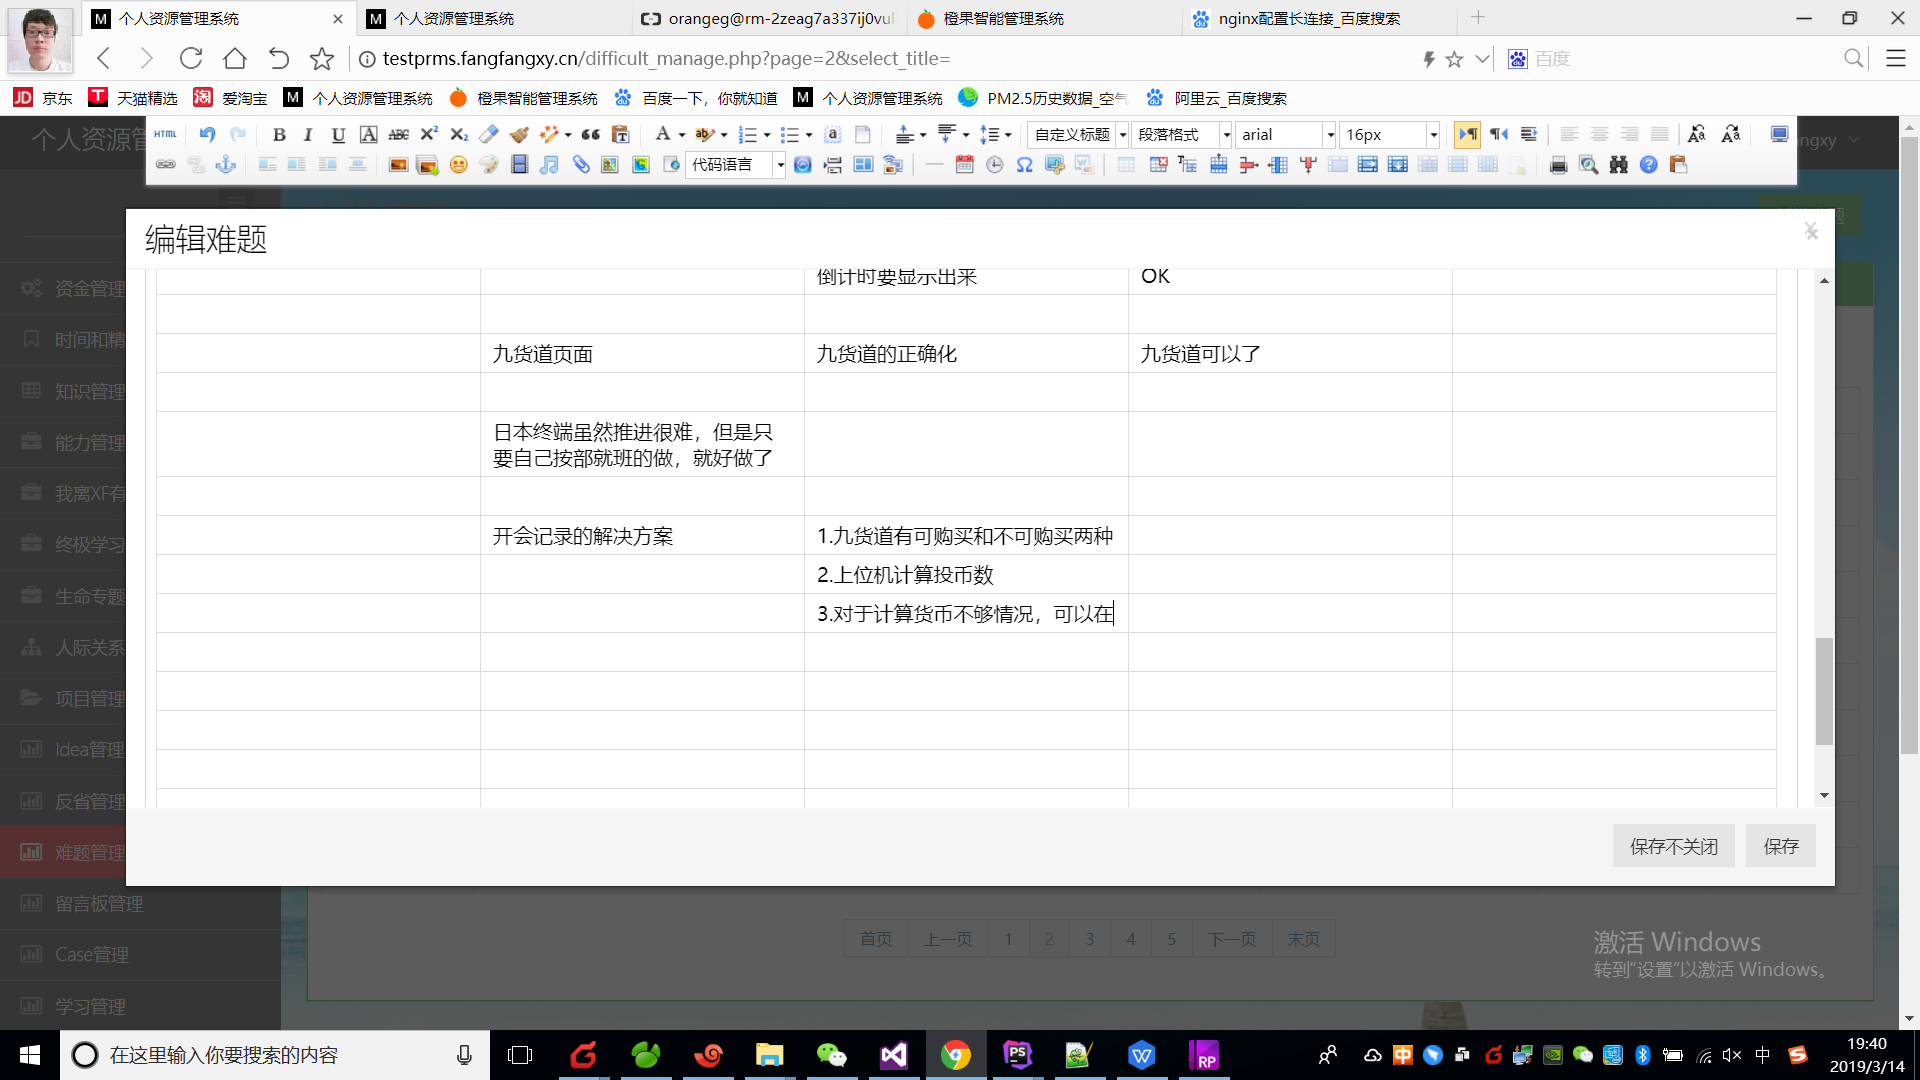 个人资源管理系统
个人资源管理系统
orangeg@rm-2zeag7a337ij0vul
橙果智能管理系统
nginx配置长连接_百度搜索
testprms.fangfangxy.cn/difficult_manage.php?page=2&select_title=
百度
京东
天猫精选
爱淘宝
个人资源管理系统
橙果智能管理系统
百度一下，你就知道
个人资源管理系统
PM2.5历史数据_空气
阿里云_百度搜索
个人资源管
ngxy
HTML
自定义标题
段落格式
arial
16px
代码语言
编辑难题
倒计时要显示出来
OK
九货道页面
九货道的正确化
九货道可以了
日本终端虽然推进很难，但是只
要自己按部就班的做，就好做了
开会记录的解决方案
1.九货道有可购买和不可购买两种
2.上位机计算投币数
3.对于计算货币不够情况，可以在
保存不关闭
保存
资金管理
时间和精
知识管理
能力管理
我离XF有
终极学习
生命专题
人际关系
项目管理
Idea管理
反省管理
难题管理
留言板管理
Case管理
学习管理
首页
上一页
1
2
3
4
5
下一页
末页
激活 Windows
转到"设置"以激活 Windows。
在这里输入你要搜索的内容
中
19:40
2019/3/14